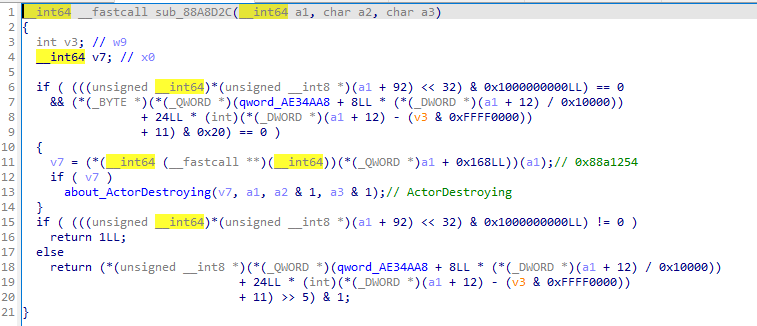 1 __int64 __fastcall sub_88A8D2C(__int64 a1, char a2, char a3)
2 {
3 int v3; // w9
4 __int64 v7; // x0
5
6 if ( (((unsigned __int64)*(unsigned __int8 *)(a1 + 92) << 32) & 0x1000000000LL) == 0
7 && (*(_BYTE *)(*(_QWORD *)(qword_AE34AA8 + 8LL * (*(_DWORD *)(a1 + 12) / 0x10000))
8 + 24LL * (int)(*(_DWORD *)(a1 + 12) - (v3 & 0xFFFF0000))
9 + 11) & 0x20) == 0 )
10 {
11 v7 = (*(__int64 (__fastcall **)(__int64))(*(_QWORD *)a1 + 0x168LL))(a1);// 0x88a1254
12 if ( v7 )
13 about_ActorDestroying(v7, a1, a2 & 1, a3 & 1);// ActorDestroying
14 }
15 if ( (((unsigned __int64)*(unsigned __int8 *)(a1 + 92) << 32) & 0x1000000000LL) != 0 )
16 return 1LL;
17 else
18 return (*(unsigned __int8 *)(*(_QWORD *)(qword_AE34AA8 + 8LL * (*(_DWORD *)(a1 + 12) / 0x10000))
19 + 24LL * (int)(*(_DWORD *)(a1 + 12) - (v3 & 0xFFFF0000))
20 + 11) >> 5) & 1;
21 }